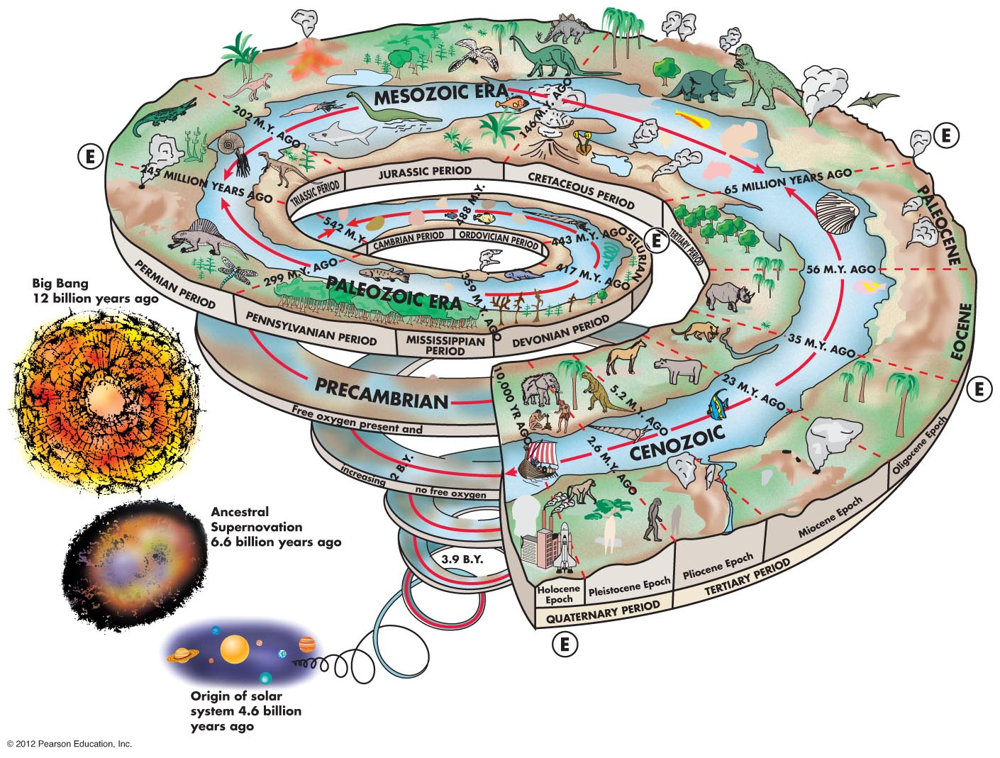 MESOZOIC ERA
202 M.Y. AGO
146 M.Y. AGO
E
E
245 MILLION YEARS AGO
65 MILLION YEARS AGO
TRIASSIC PERIOD
JURASSIC PERIOD
CRETACEOUS PERIOD
TERTIARY PERIOD
PALEOCENE
542 M.Y.
488 M.Y.
CAMBRIAN PERIOD
ORDOVICIAN PERIOD
443 M.Y. AGO
SILURIAN
E
417 M.Y. AGO
299 M.Y. AGO
359 M.Y. AGO
PALEOZOIC ERA
56 M.Y. AGO
EOCENE
PERMIAN PERIOD
PENNSYLVANIAN PERIOD
MISSISSIPPIAN
PERIOD
DEVONIAN PERIOD
35 M.Y. AGO
23 M.Y. AGO
5.2 M.Y. AGO
2.6 M.Y. AGO
10,000 YR AGO
E
Big Bang
12 billion years ago
PRECAMBRIAN
Free oxygen present and
increasing
2 B.Y.
no free oxygen
CENOZOIC
Oligocene Epoch
Miocene Epoch
Pliocene Epoch
TERTIARY PERIOD
Pleistocene Epoch
Holocene
Epoch
QUATERNARY PERIOD
E
Ancestral
Supernovation
6.6 billion years ago
3.9 B.Y.
Origin of solar
system 4.6 billion
years ago
© 2012 Pearson Education, Inc.